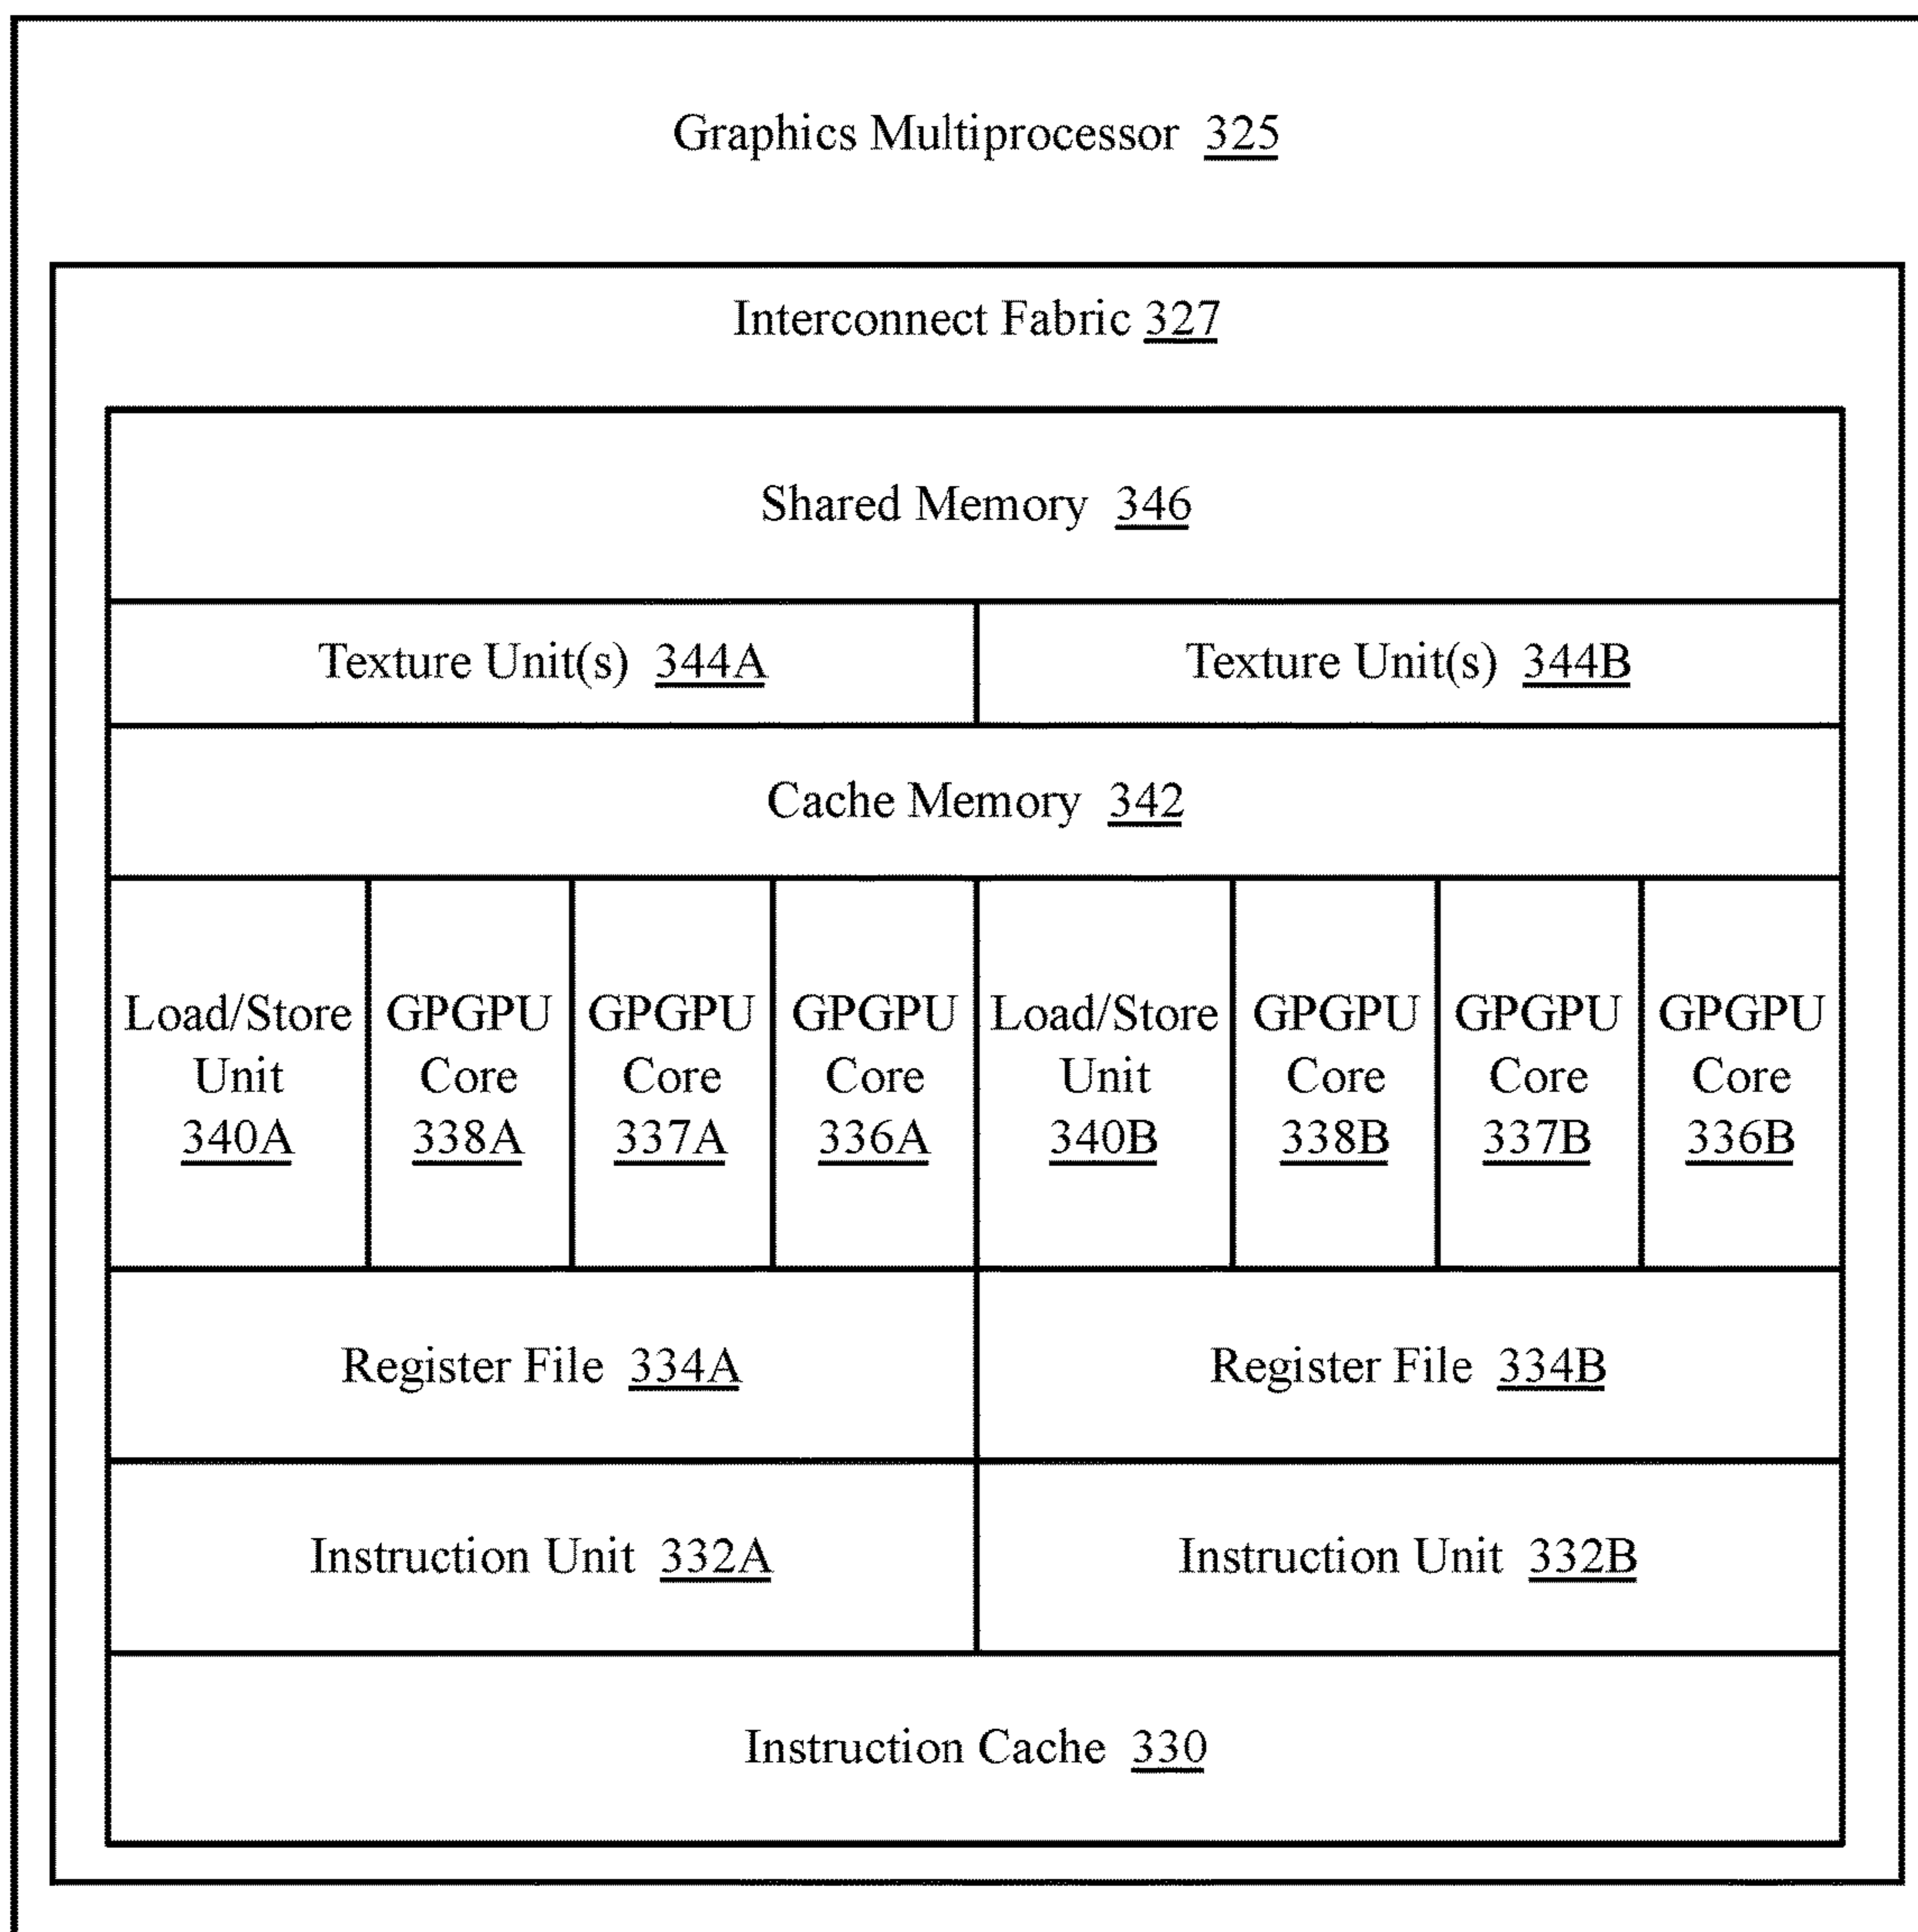 Graphics Multiprocessor 325
Interconnect Fabric 327
Shared Memory 346
Texture Unit(s) 344A
Texture Unit(s) 344B
Cache Memory 342
Load/Store
Unit
340A
GPGPU
Core
338A
GPGPU
Core
337A
GPGPU
Core
336A
Load/Store
Unit
340B
GPGPU
Core
338B
GPGPU
Core
337B
GPGPU
Core
336B
Register File 334A
Register File 334B
Instruction Unit 332A
Instruction Unit 332B
Instruction Cache 330